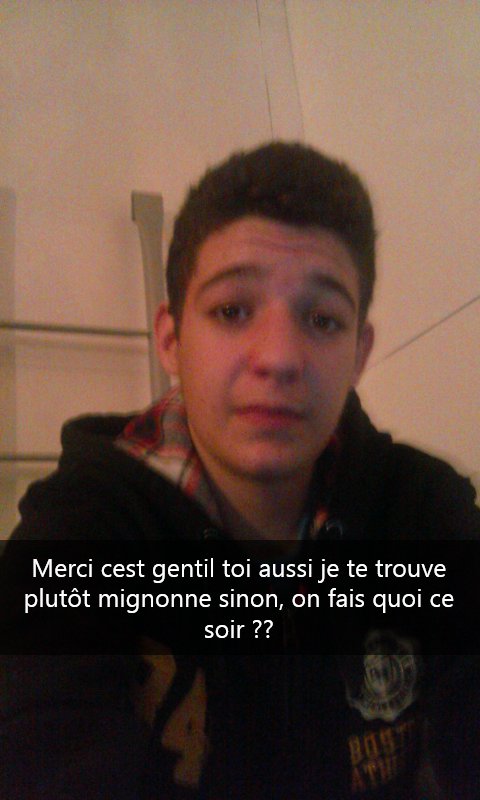 Merci cest gentil toi aussi je te trouve
plutôt mignonne sinon, on fais quoi ce
soir ??